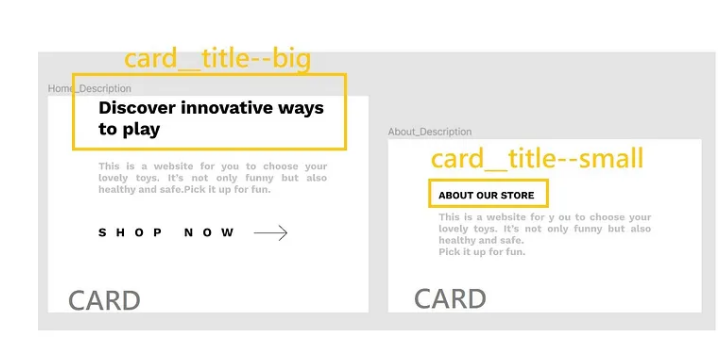 card__title--big
Home_Description
Discover innovative ways
to play
This is a website for you to choose your
lovely toys. It's not only funny but also
healthy and safe.Pick it up for fun.
SHOP NOW
CARD
About_Description
card__title--small
ABOUT OUR STORE
This is a website for y ou to choose your
lovely toys. It's not only funny but also
healthy and safe.
Pick it up for fun.
CARD